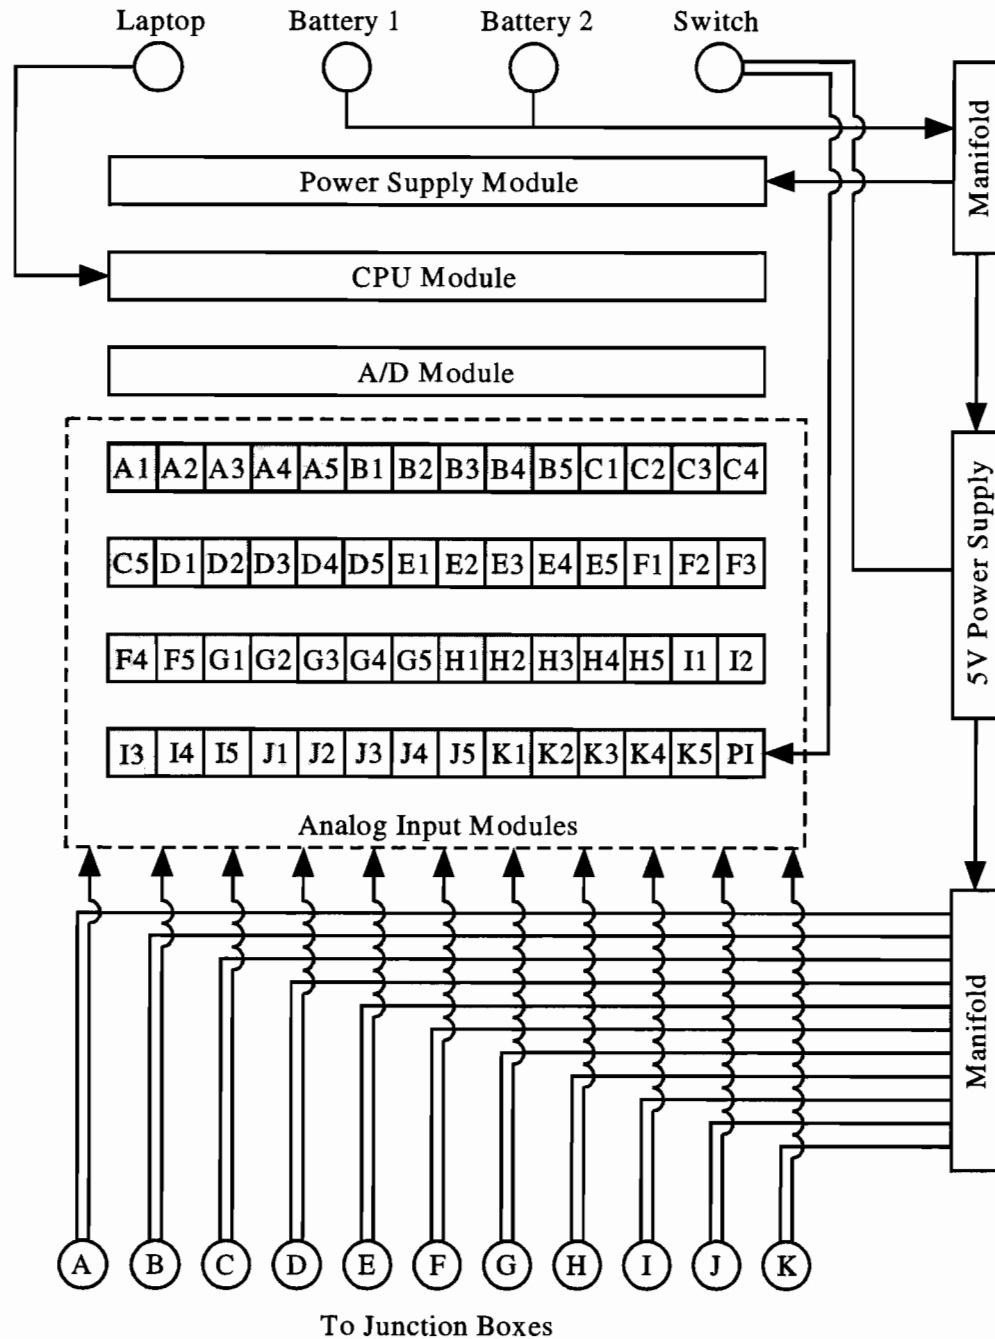 Laptop Battery 1 Battery 2 Switch
Manifold
Power Supply Module
CPU Module
A/D Module
A1 A2 A3 A4 A5 B1 B2 B3 B4 B5 C1 C2 C3 C4
C5 D1 D2 D3 D4 D5 E1 E2 E3 E4 E5 F1 F2 F3
5V Power Supply
F4 F5 G1 G2 G3 G4 G5 H1 H2 H3 H4 H5 I1 I2
I3 I4 I5 J1 J2 J3 J4 J5 K1 K2 K3 K4 K5 PI
Analog Input Modules
Manifold
A B C D E F G H I J K
To Junction Boxes